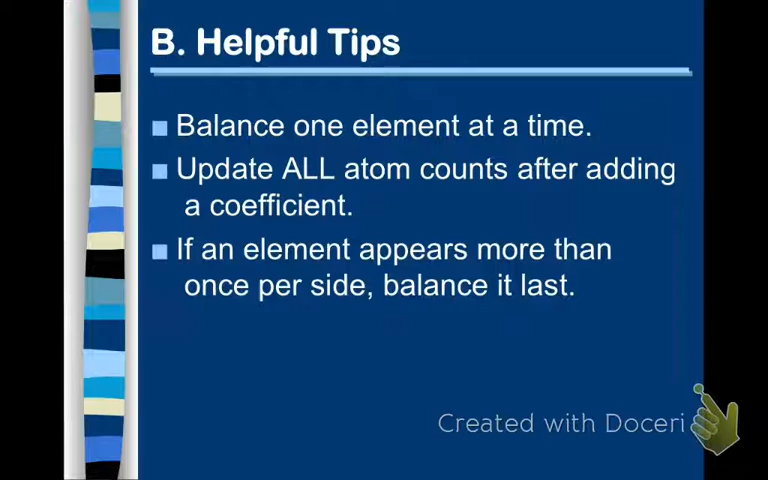 B. Helpful Tips
Balance one element at a time.
Update ALL atom counts after adding
a coefficient.
If an element appears more than
once per side, balance it last.
Created with Doceri